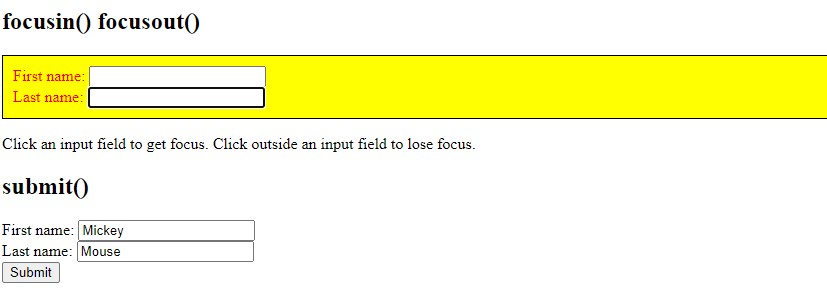 focusin() focusout()
First name:
Last name:
Click an input field to get focus. Click outside an input field to lose focus.
submit()
First name: Mickey
Last name: Mouse
Submit